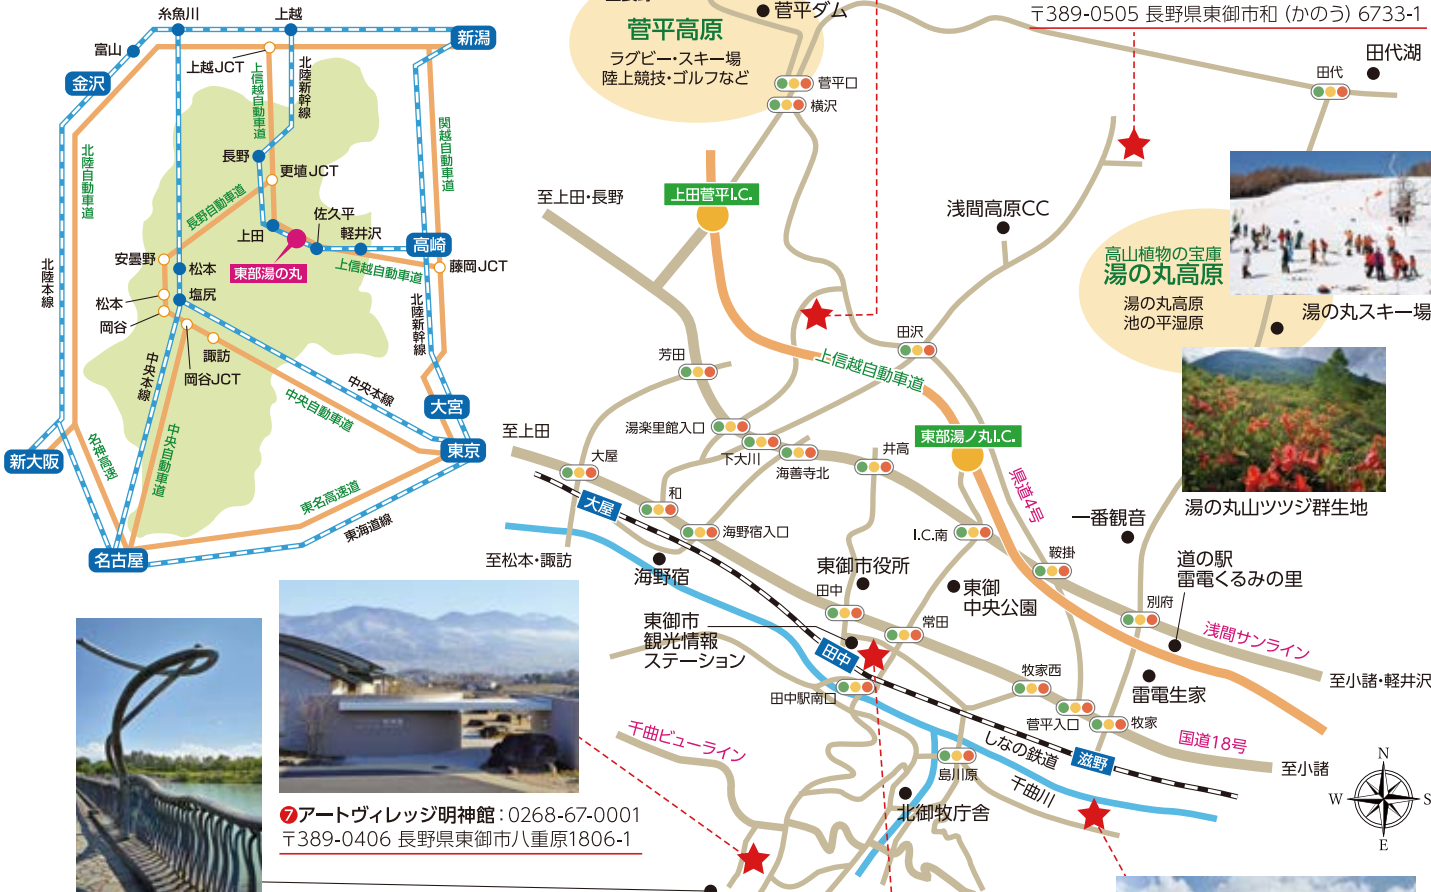 糸魚川
上越
新潟
富山
上越JCT
金沢
北陸新幹線
上信越自動車道
関越自動車道
北陸自動車道
長野
更埴JCT
長野自動車道
佐久平
軽井沢
上田
高崎
東部湯の丸
上信越自動車道
藤岡JCT
安曇野
松本
塩尻
北陸本線
松本
岡谷
諏訪
岡谷JCT
北陸新幹線
中央本線
中央本線
中央自動車道
大宮
東京
新大阪
名神高速
中央自動車道
東名高速道
東海道線
名古屋
菅平ダム
菅平高原
ラグビー・スキー場
陸上競技・ゴルフなど
菅平口
横沢
〒389-0505 長野県東御市和 (かのう) 6733-1
田代湖
田代
至上田・長野
上田菅平I.C.
浅間高原CC
高山植物の宝庫
湯の丸高原
湯の丸高原
池の平湿原
湯の丸スキー場
田沢
芳田
上信越自動車道
湯楽里館入口
下大川
海善寺北
井高
東部湯ノ丸I.C.
県道4号
湯の丸山ツツジ群生地
至上田
大屋
大屋
和
海野宿入口
I.C.南
一番観音
至松本・諏訪
海野宿
東御市役所
田中
東御
中央公園
鞍掛
道の駅
雷電くるみの里
別府
浅間サンライン
東御市
観光情報
ステーション
常田
田中
田中駅南口
牧家西
雷電生家
至小諸・軽井沢
菅平入口
牧家
国道18号
千曲ビューライン
しなの鉄道
滋野
至小諸
島川原
千曲川
北御牧庁舎
N
W
S
E
❼アートヴィレッジ明神館：0268-67-0001
〒389-0406 長野県東御市八重原1806-1